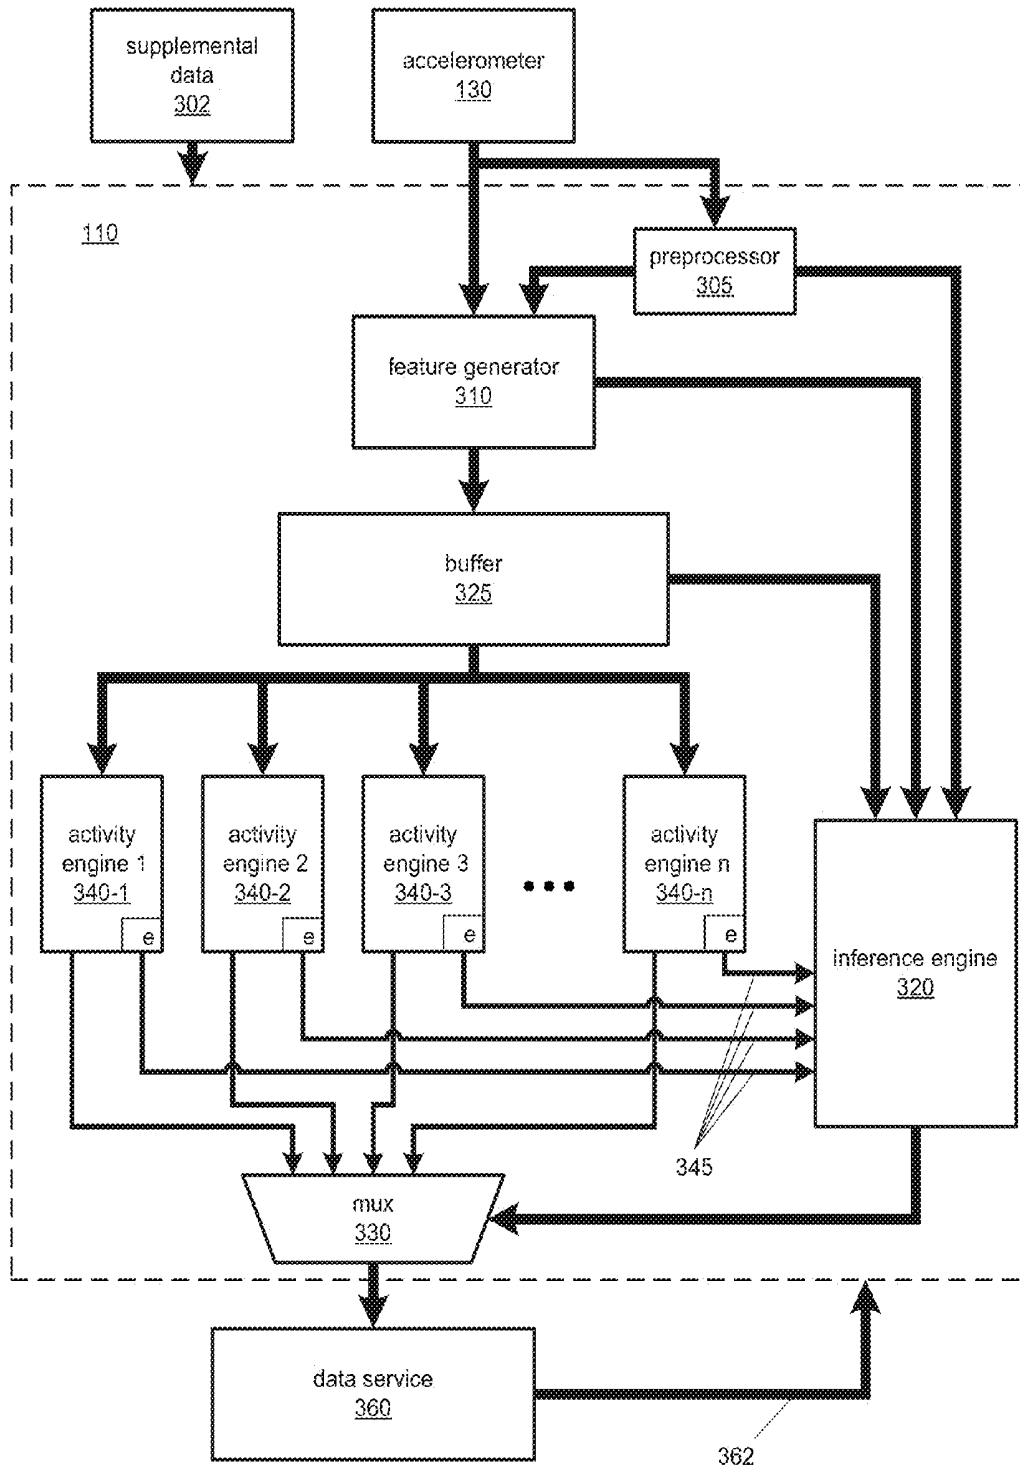 supplemental
data
302
accelerometer
130
110
preprocessor
305
feature generator
310
buffer
325
activity
engine 1
340-1
e
activity
engine 2
340-2
e
activity
engine 3
340-3
e
activity
engine n
340-n
e
inference engine
320
345
mux
330
data service
360
362